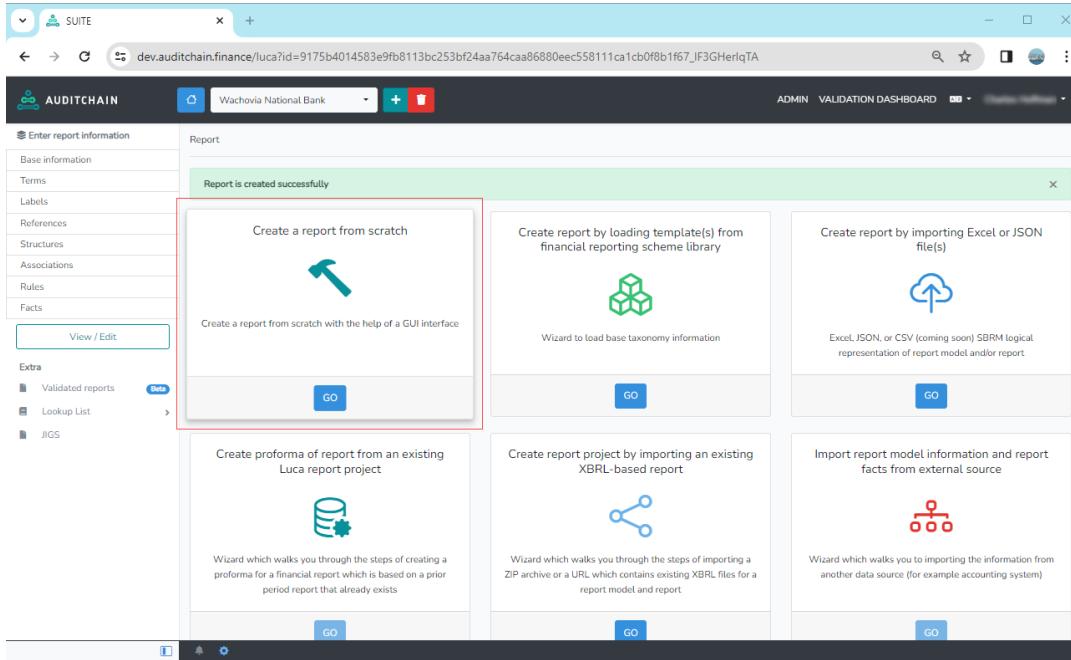 SUITE
dev.auditchain.finance/luca?id=9175b4014583e9fb8113bc253bf24aa764caa86880eec558111ca1cb0f8b1f67_IF3GHerIqTA
AUDITCHAIN
Wachovia National Bank
ADMIN VALIDATION DASHBOARD
Enter report information
Base information
Terms
Labels
References
Structures
Associations
Rules
Facts
View / Edit
Extra
Validated reports Beta
Lookup List
JIGS
Report
Report is created successfully
Create a report from scratch
Create a report from scratch with the help of a GUI interface
GO
Create report by loading template(s) from
financial reporting scheme library
Wizard to load base taxonomy information
GO
Create report by importing Excel or JSON
file(s)
Excel, JSON, or CSV (coming soon) SBRM logical
representation of report model and/or report
GO
Create proforma of report from an existing
Luca report project
Wizard which walks you through the steps of creating a
proforma for a financial report which is based on a prior
period report that already exists
GO
Create report project by importing an existing
XBRL-based report
Wizard which walks you through the steps of importing a
ZIP archive or a URL which contains existing XBRL files for a
report model and report
GO
Import report model information and report
facts from external source
Wizard which walks you to importing the information from
another data source (for example accounting system)
GO